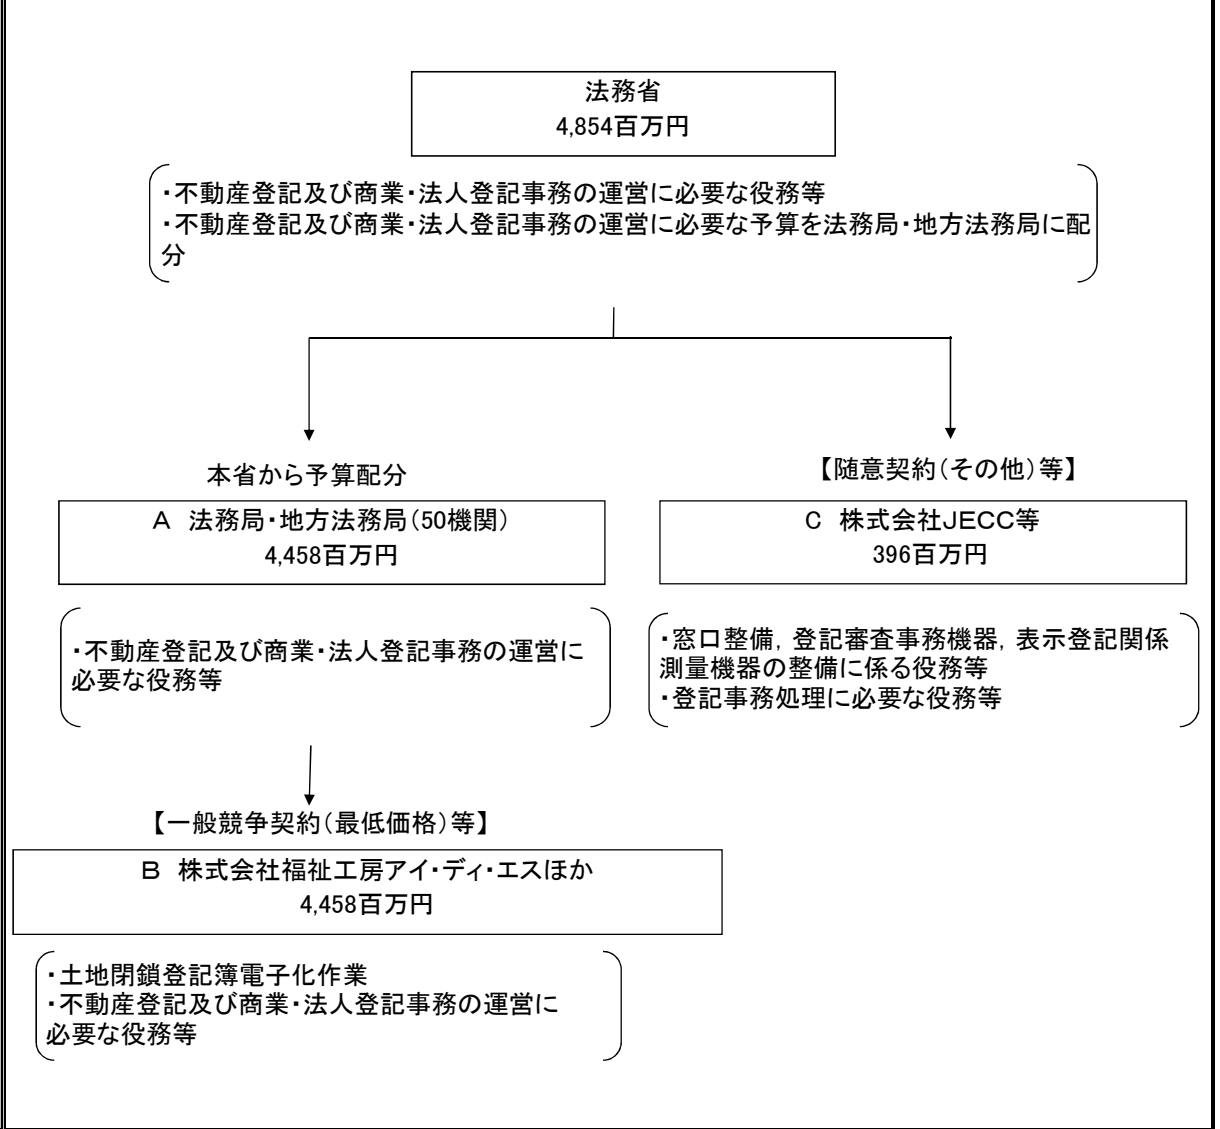 法務省
4,854百万円
・不動産登記及び商業・法人登記事務の運営に必要な役務等
・不動産登記及び商業・法人登記事務の運営に必要な予算を法務局・地方法務局に配
分
本省から予算配分
A　法務局・地方法務局(50機関)
4,458百万円
・不動産登記及び商業・法人登記事務の運営に
必要な役務等
【随意契約(その他)等】
C　株式会社JECC等
396百万円
・窓口整備, 登記審査事務機器, 表示登記関係
測量機器の整備に係る役務等
・登記事務処理に必要な役務等
【一般競争契約(最低価格)等】
B　株式会社福祉工房アイ・ディ・エスほか
4,458百万円
・土地閉鎖登記簿電子化作業
・不動産登記及び商業・法人登記事務の運営に
必要な役務等